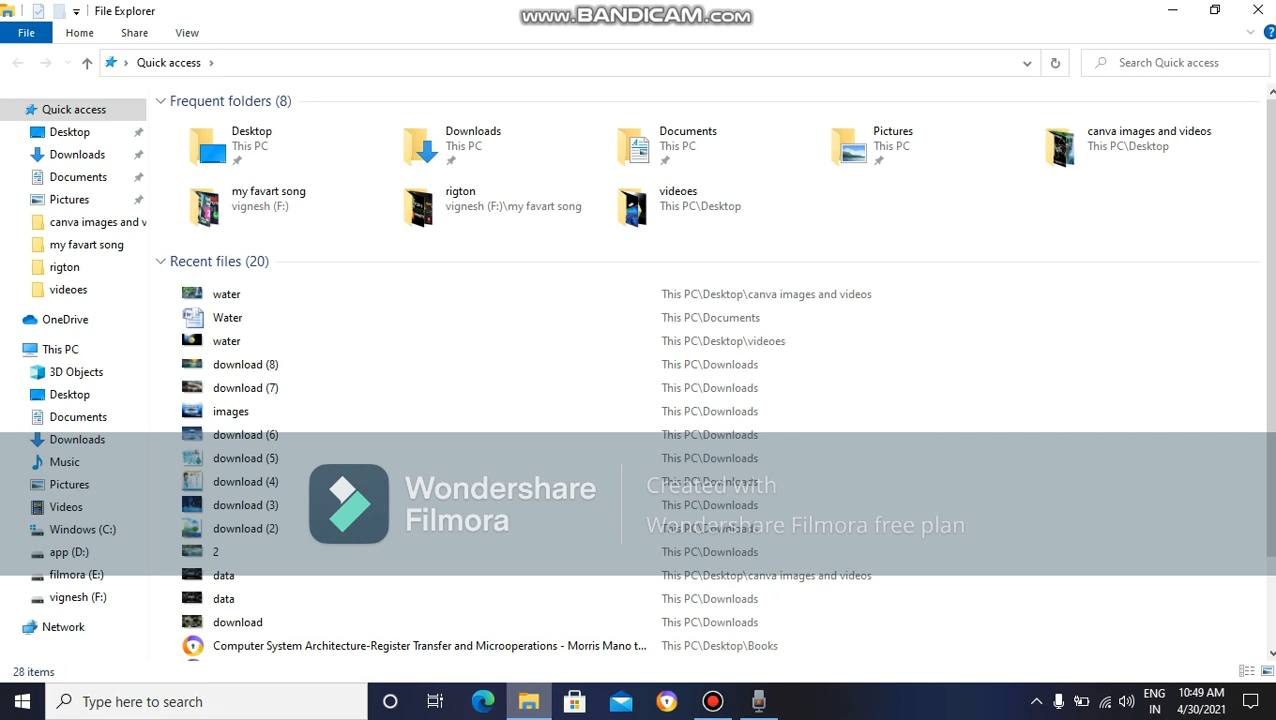 File Explorer
www.BANDICAM.com
File Home Share View
Quick access
Search Quick access
Quick access
Desktop
Downloads
Documents
Pictures
canva images and v
my favart song
rigton
videoes
OneDrive
This PC
3D Objects
Desktop
Documents
Downloads
Music
Pictures
Videos
Windows (C:)
app (D:)
filmora (E:)
vignesh (F:)
Network
Frequent folders (8)
Desktop
This PC
Downloads
This PC
Documents
This PC
Pictures
This PC
canva images and videos
This PC\Desktop
my favart song
vignesh (F:)
rigton
vignesh (F:)\my favart song
videoes
This PC\Desktop
Recent files (20)
water This PC\Desktop\canva images and videos
Water This PC\Documents
water This PC\Desktop\videoes
download (8) This PC\Downloads
download (7) This PC\Downloads
images This PC\Downloads
download (6) This PC\Downloads
download (5) This PC\Downloads
download (4) This PC\Downloads
download (3) This PC\Downloads
download (2) This PC\Downloads
2 This PC\Downloads
data This PC\Desktop\canva images and videos
data This PC\Downloads
download This PC\Downloads
Computer System Architecture-Register Transfer and Microoperations - Morris Mano t... This PC\Desktop\Books
Wondershare
Filmora
Created with
Wondershare Filmora free plan
28 items
Type here to search
ENG
IN
10:49 AM
4/30/2021